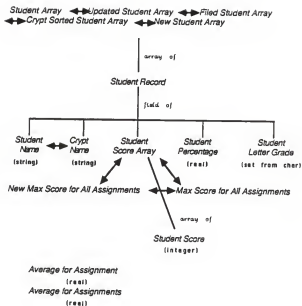 Student Array Updated Student Array Filed Student Array
Crypt Sorted Student Array New Student Array
array of
Student Record
field of
Student Name Crypt Name Student Score Array Student Percentage Student Letter Grade
(string) (string) (real) (set from char)
New Max Score for All Assignments Max Score for All Assignments
array of
Student Score
(integer)
Average for Assignment
(real)
Average for Assignments
(real)